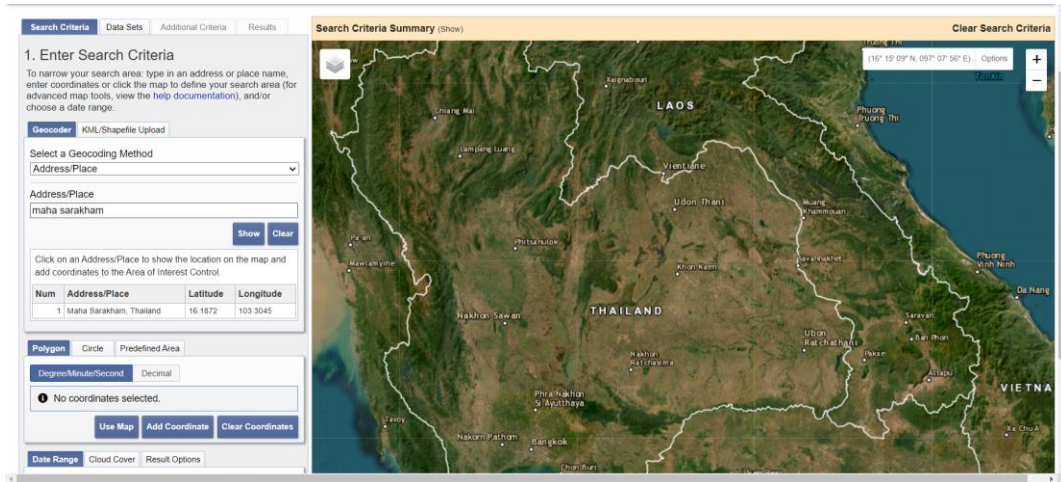 Search Criteria
Data Sets
Additional Criteria
Results
1. Enter Search Criteria
To narrow your search area: type in an address or place name,
enter coordinates or click the map to define your search area (for
advanced map tools, view the help documentation), and/or
choose a date range.
Geocoder
KML/Shapefile Upload
Select a Geocoding Method
Address/Place
Address/Place
maha sarakham
Show
Clear
Click on an Address/Place to show the location on the map and
add coordinates to the Area of Interest Control.
Num Address/Place Latitude Longitude
1 Maha Sarakham, Thailand 16.1872 103.3045
Polygon
Circle
Predefined Area
Degree/Minute/Second
Decimal
No coordinates selected.
Use Map
Add Coordinate
Clear Coordinates
Date Range
Cloud Cover
Result Options
Search Criteria Summary (Show)
Clear Search Criteria
(16° 15' 09" N, 097° 07' 56" E)
Options
+
−
Tonkin
Xaignabouri
LAOS
Chiang Mai
Phuong
Truong Thi
Lampang Luang
Vientiane
Udon Thani
Muang
Khammouan
Pa-an
Phitsanulok
Mawlamyine
Khon Kaen
Savannakhet
Phuong
Vinh Ninh
Da Nang
Nakhon Sawan
THAILAND
Saravan
Ubon
Ratchathani
Ban Phon
Nakhon
Ratchasima
Pakxe
Attapu
VIETNA
Phra Nakhon
Si Ayutthaya
Tavoy
Xa Chu A
Nakorn Pathom
Bangkok
Chon Buri